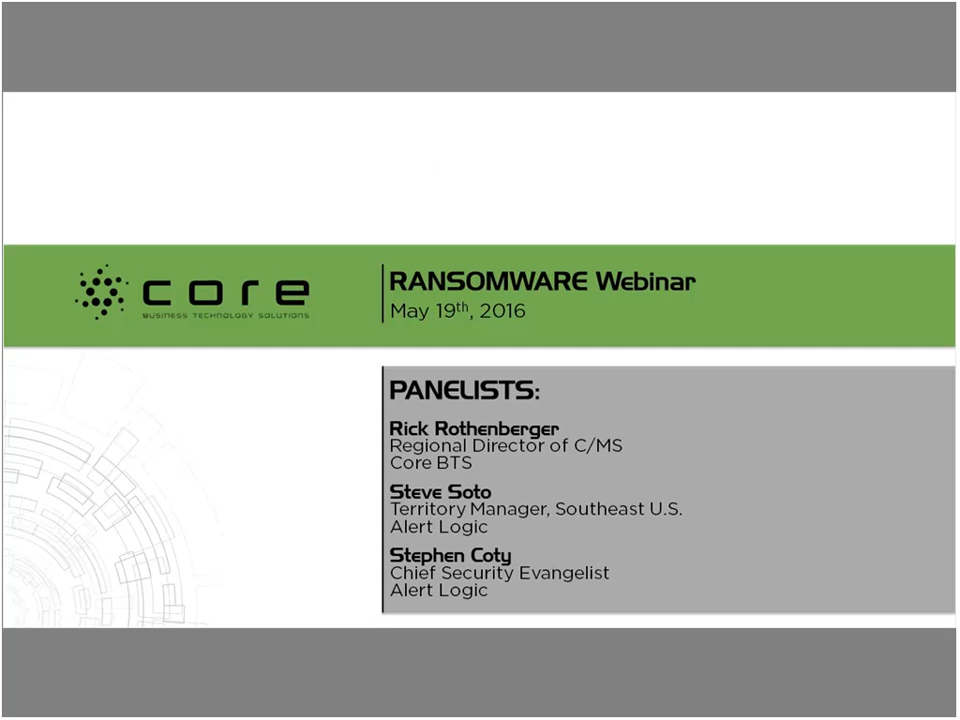 core
BUSINESS TECHNOLOGY SOLUTIONS
RANSOMWARE Webinar
May 19th, 2016
PANELISTS:
Rick Rothenberger
Regional Director of C/MS
Core BTS
Steve Soto
Territory Manager, Southeast U.S.
Alert Logic
Stephen Coty
Chief Security Evangelist
Alert Logic